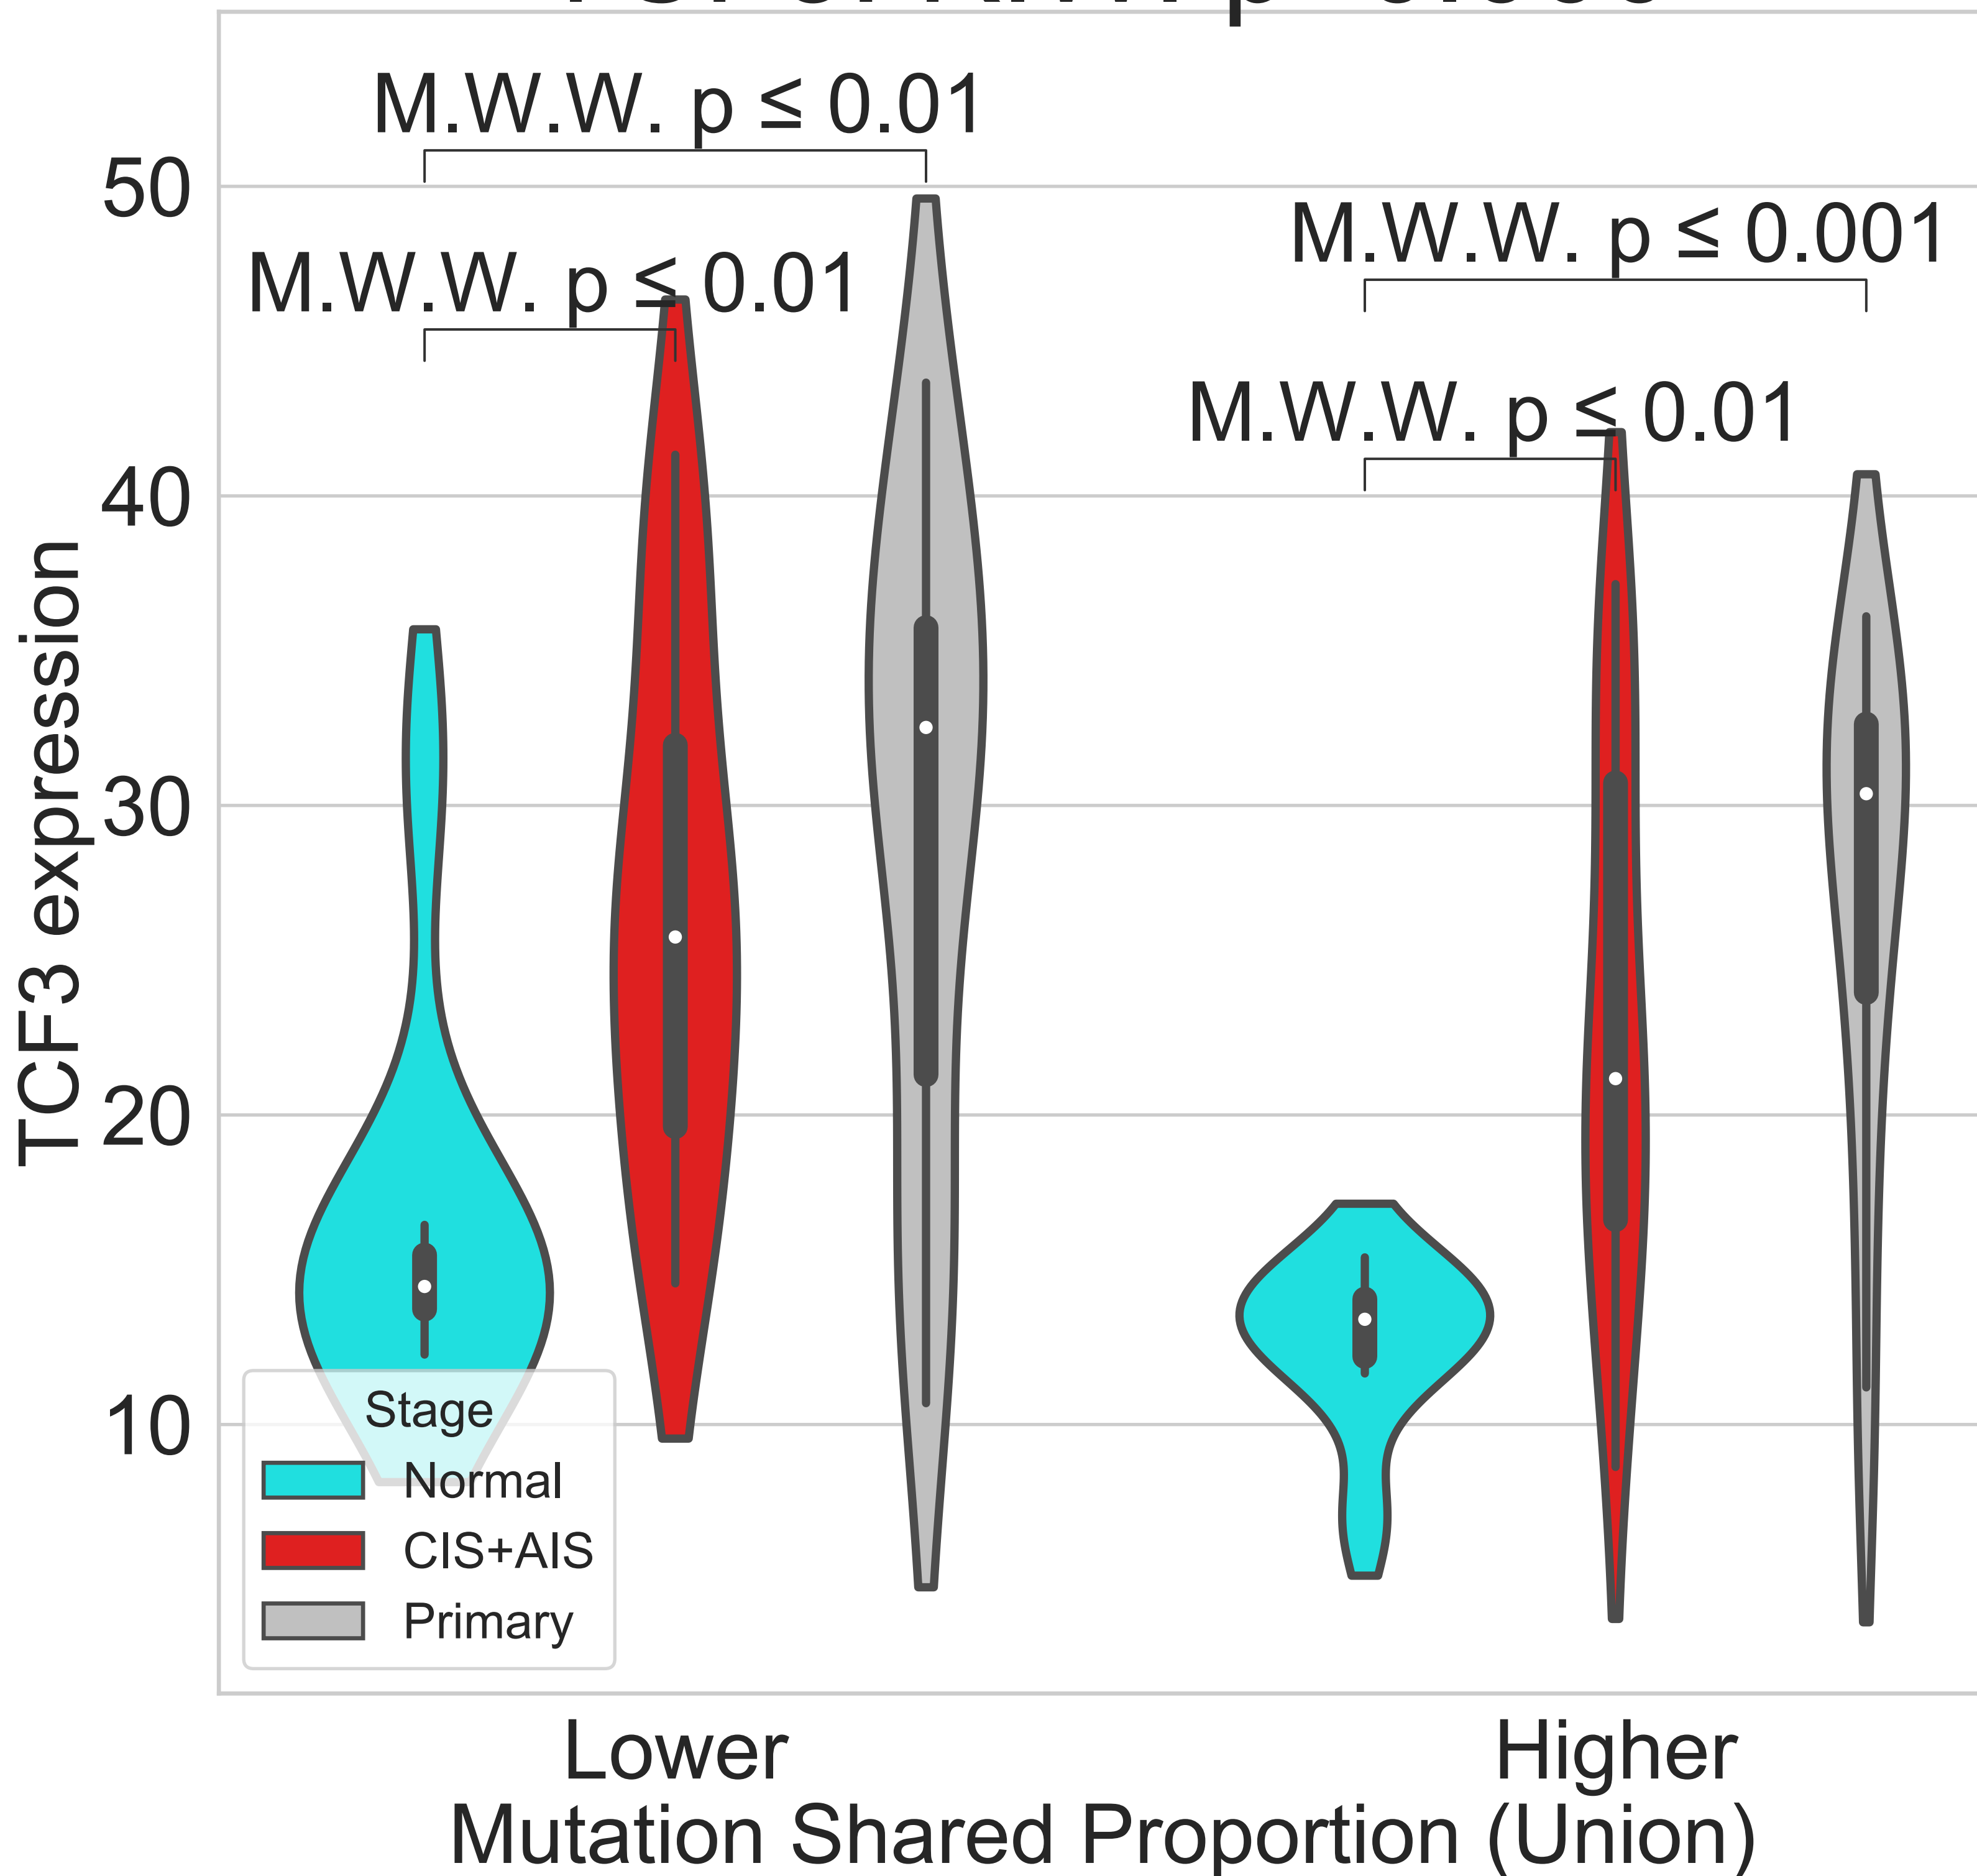 M.W.W. p ≤ 0.01
50
M.W.W. p ≤ 0.001
M.W.W. p ≤ 0.01
M.W.W. p ≤ 0.01
40
30
20
10
TCF3 expression
Stage
Normal
CIS+AIS
Primary
Lower
Higher
Mutation Shared Proportion (Union)